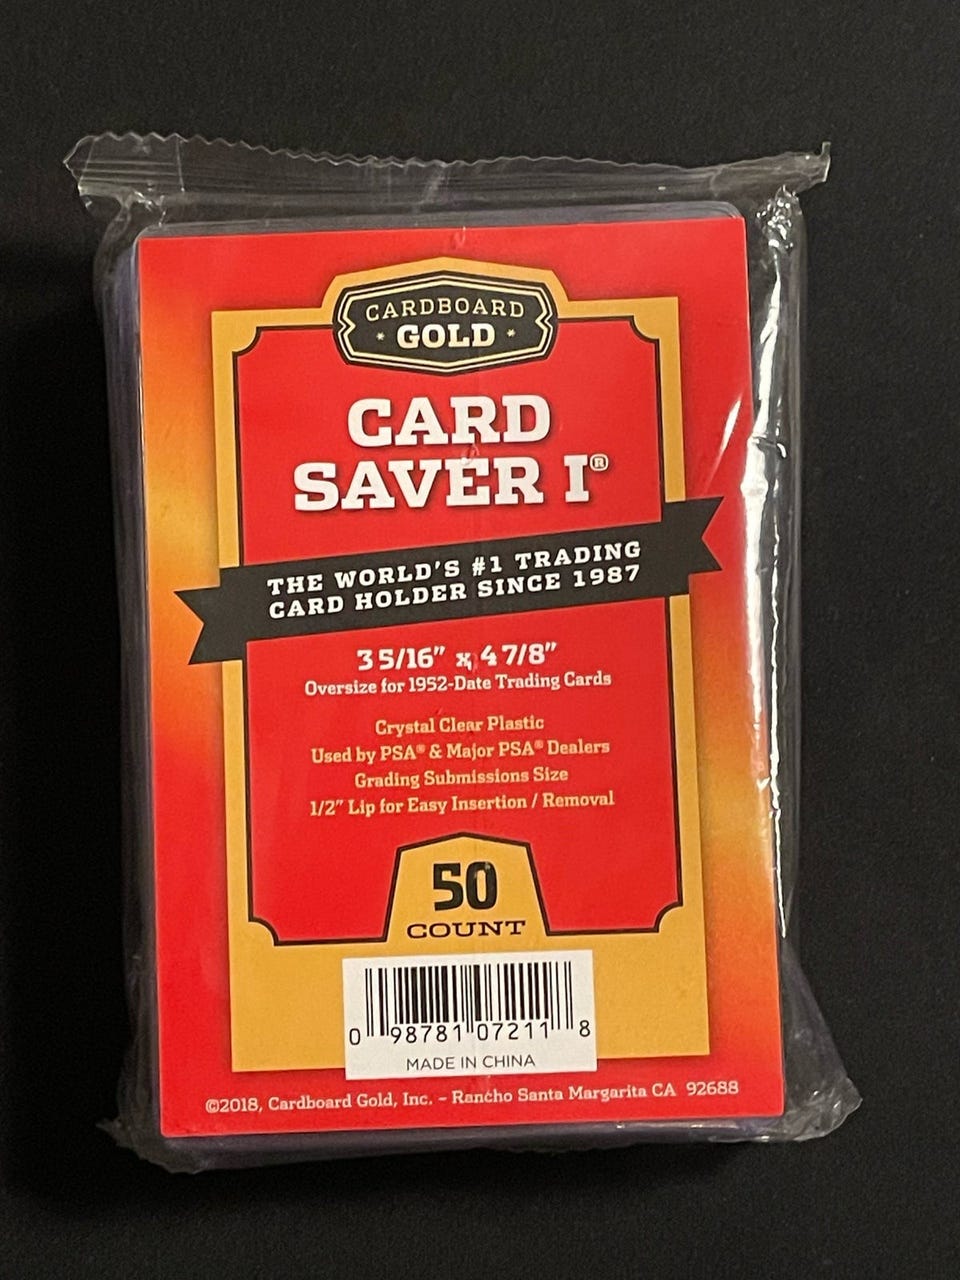 CARDBOARD
* GOLD *
CARD
SAVER I®
THE WORLD'S #1 TRADING
CARD HOLDER SINCE 1987
3 5/16" x 4 7/8"
Oversize for 1952-Date Trading Cards
Crystal Clear Plastic
Used by PSA® & Major PSA® Dealers
Grading Submissions Size
1/2" Lip for Easy Insertion / Removal
50
COUNT
0 98781 07211 8
MADE IN CHINA
©2018, Cardboard Gold, Inc. – Rancho Santa Margarita CA 92688